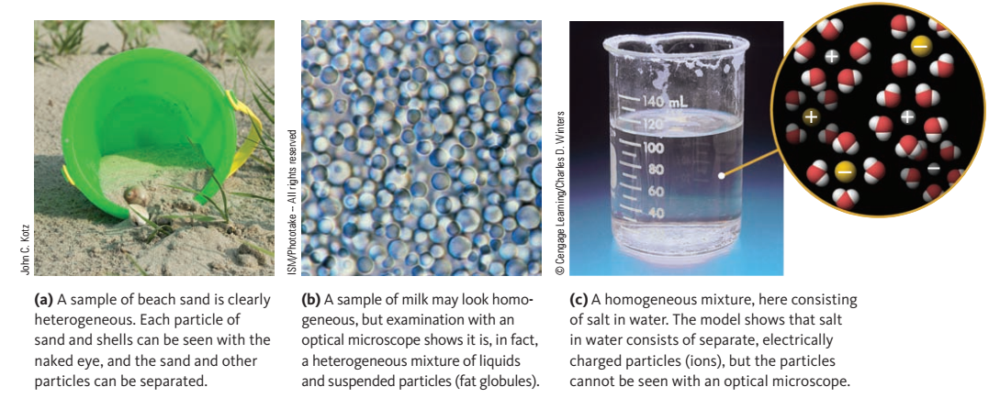 John C. Kotz
(a) A sample of beach sand is clearly
heterogeneous. Each particle of
sand and shells can be seen with the
naked eye, and the sand and other
particles can be separated.
ISM/Phototake – All rights reserved
(b) A sample of milk may look homo-
geneous, but examination with an
optical microscope shows it is, in fact,
a heterogeneous mixture of liquids
and suspended particles (fat globules).
© Cengage Learning/Charles D. Winters
140 mL
120
100
80
60
40
+
−
+
+
−
−
(c) A homogeneous mixture, here consisting
of salt in water. The model shows that salt
in water consists of separate, electrically
charged particles (ions), but the particles
cannot be seen with an optical microscope.